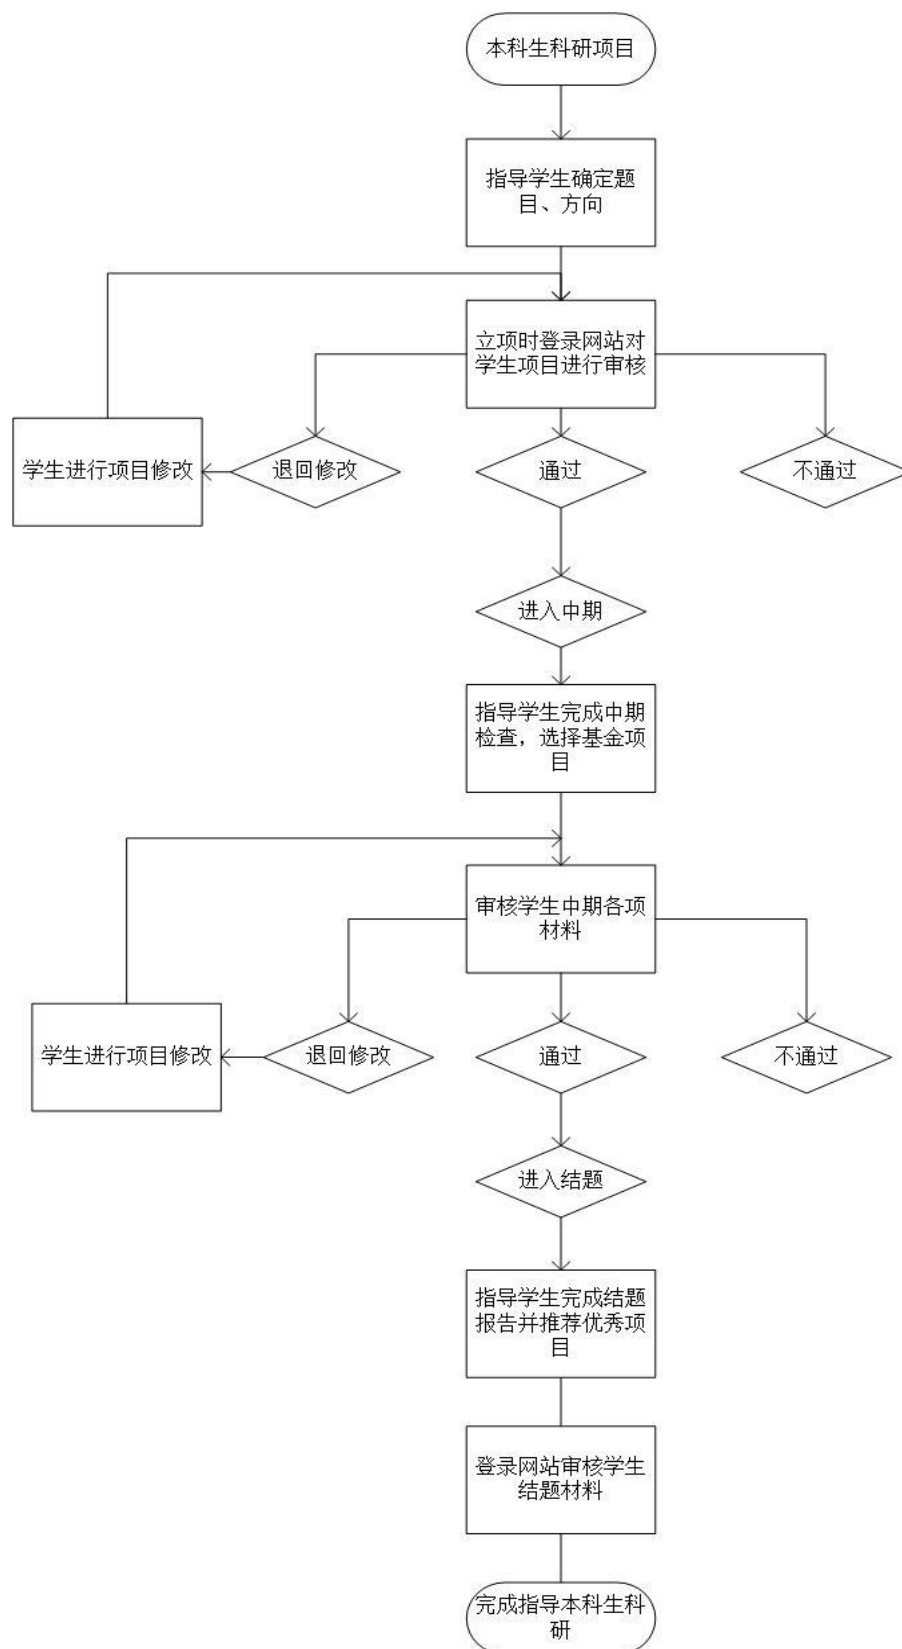 本科生科研项目
指导学生确定题
目、方向
立项时登录网站对
学生项目进行审核
学生进行项目修改
退回修改
通过
不通过
进入中期
指导学生完成中期
检查，选择基金项
目
审核学生中期各项
材料
学生进行项目修改
退回修改
通过
不通过
进入结题
指导学生完成结题
报告并推荐优秀项
目
登录网站审核学生
结题材料
完成指导本科生科
研